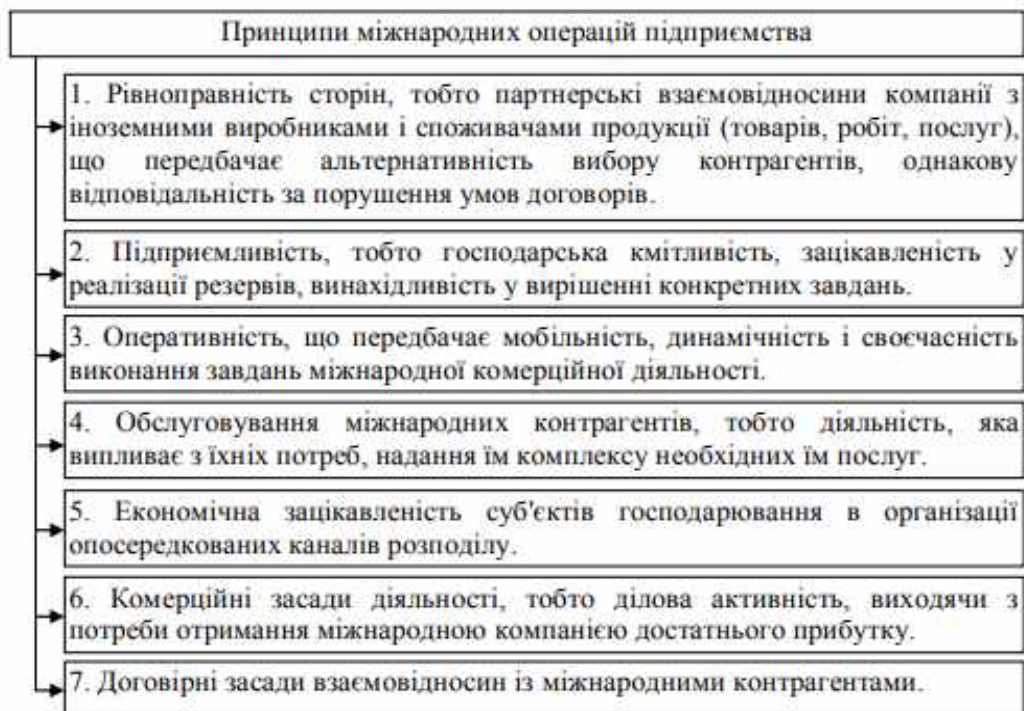 Принципи міжнародних операцій підприємства
1. Рівноправність сторін, тобто партнерські взаємовідносини компанії з
іноземними виробниками і споживачами продукції (товарів, робіт, послуг),
що передбачає альтернативність вибору контрагентів, однакову
відповідальність за порушення умов договорів.
2. Підприємливість, тобто господарська кмітливість, зацікавленість у
реалізації резервів, винахідливість у вирішенні конкретних завдань.
3. Оперативність, що передбачає мобільність, динамічність і своєчасність
виконання завдань міжнародної комерційної діяльності.
4. Обслуговування міжнародних контрагентів, тобто діяльність, яка
випливає з їхніх потреб, надання їм комплексу необхідних їм послуг.
5. Економічна зацікавленість суб'єктів господарювання в організації
опосередкованих каналів розподілу.
6. Комерційні засади діяльності, тобто ділова активність, виходячи з
потреби отримання міжнародною компанією достатнього прибутку.
7. Договірні засади взаємовідносин із міжнародними контрагентами.